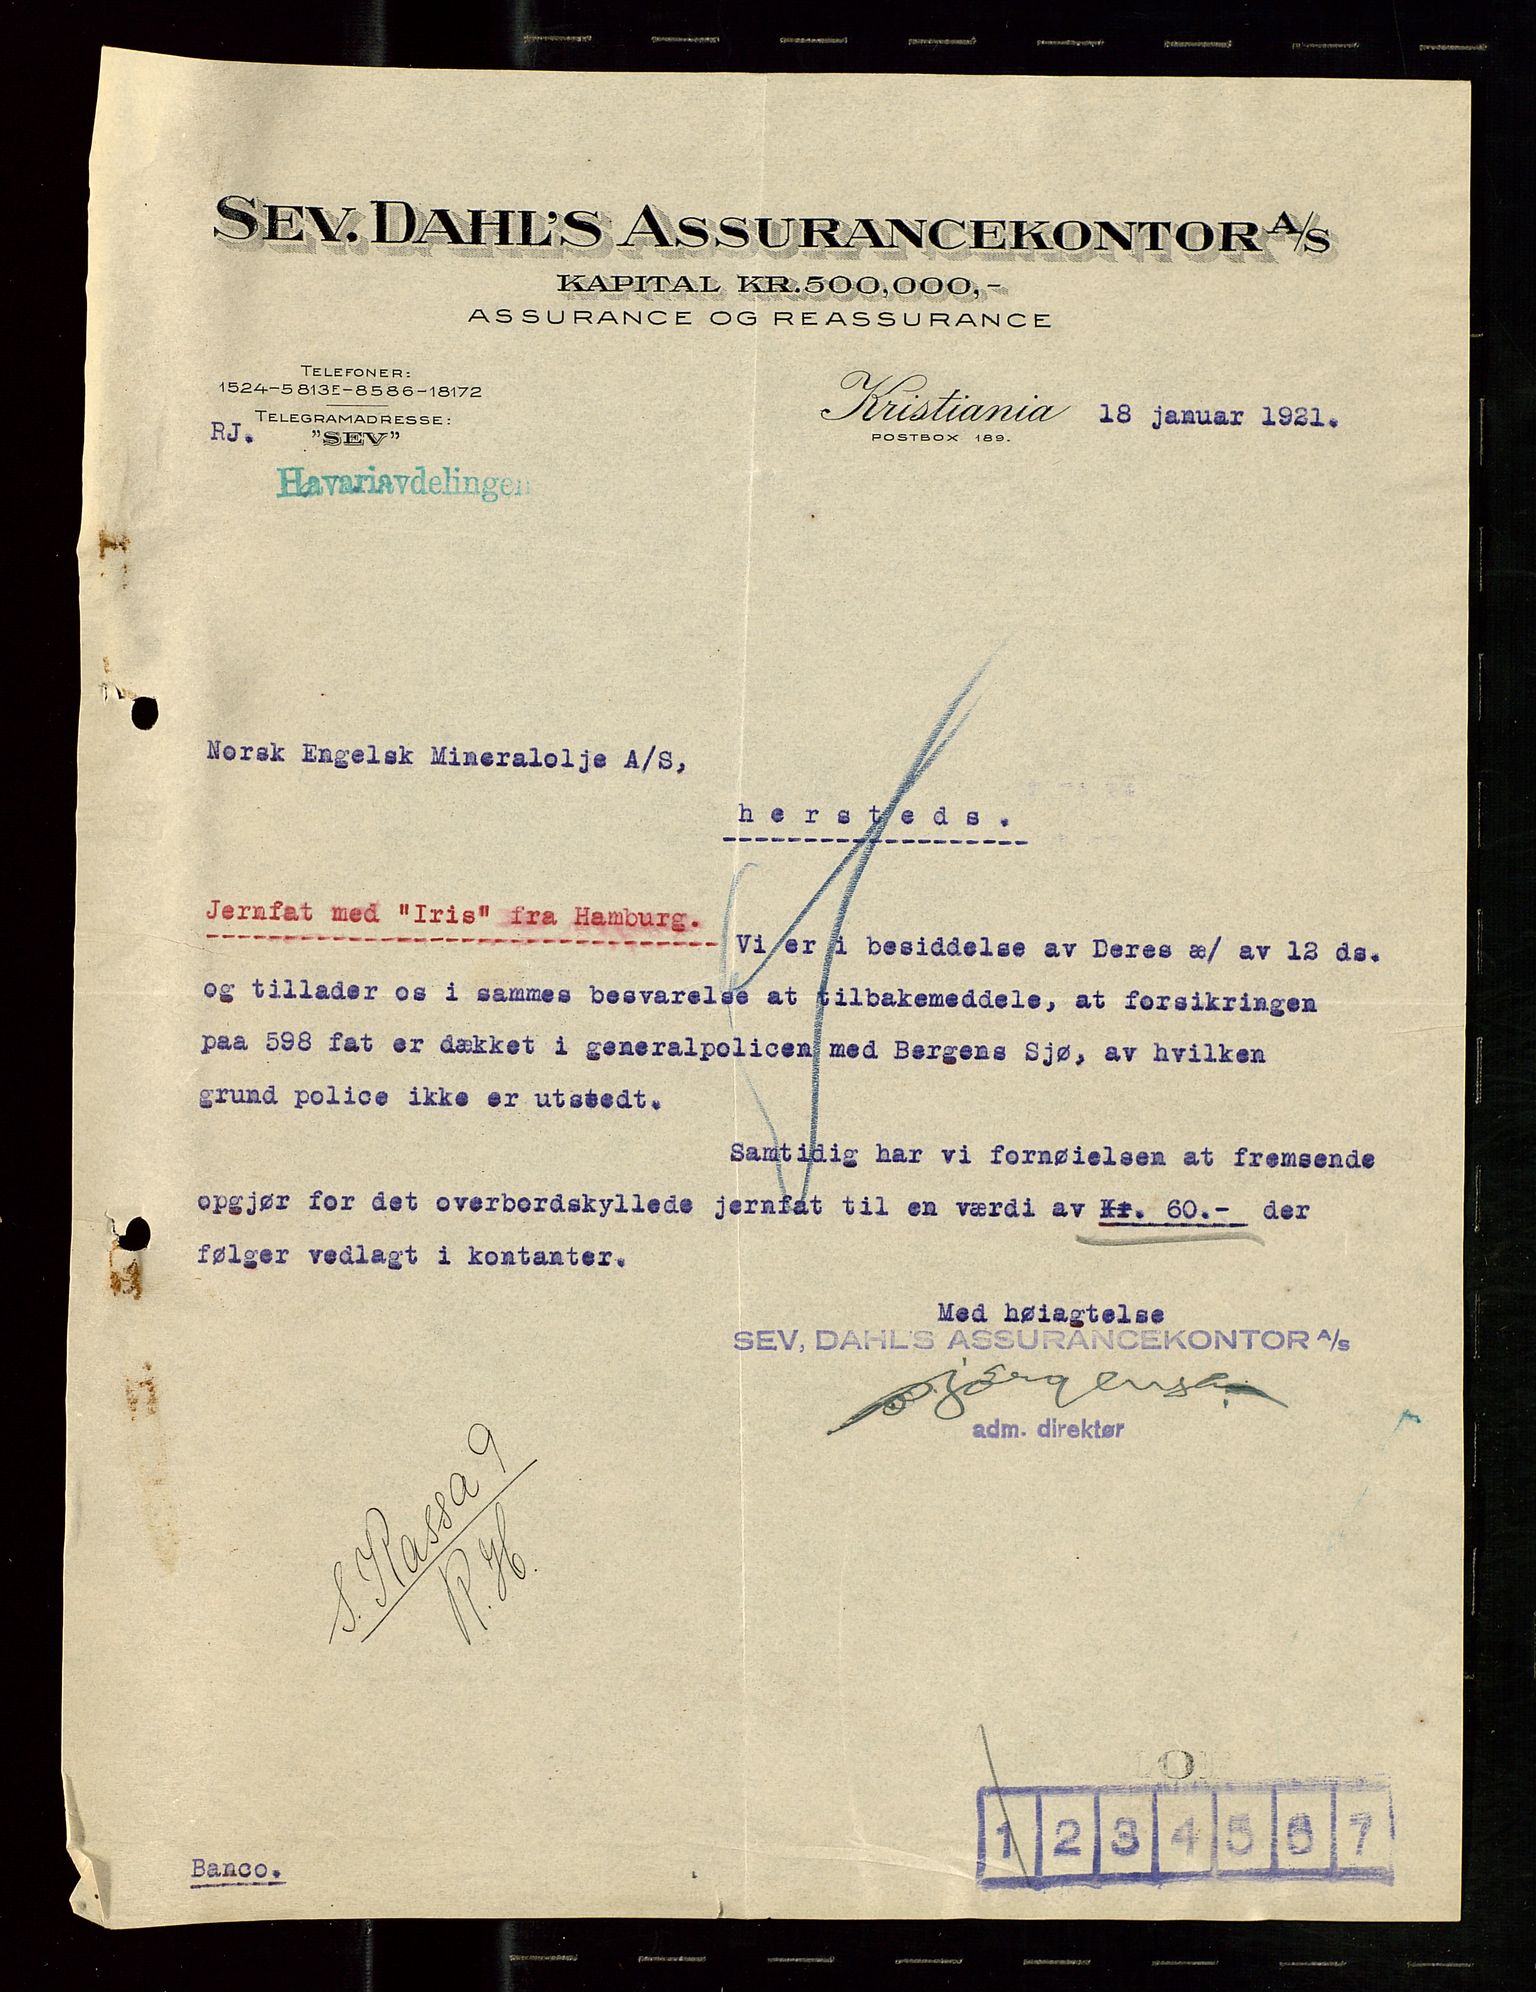 SEV. DAHL'S ASSURANCEKONTOR A/S
KAPITAL KR. 500,000,-
ASSURANCE OG REASSURANCE
TELEFONER:
1524-5813E-8586-18172
TELEGRAMADRESSE:
RJ. "SEV"
Kristiania 18 januar 1921.
POSTBOX 189.
Havariavdelingen
Norsk Engelsk Mineralolje A/S,
hersteds.
Jernfat med "Iris" fra Hamburg.
Vi er i besiddelse av Deres æ/ av 12 ds.
og tillader os i sammes besvarelse at tilbakemeddele, at forsikringen
paa 598 fat er dækket i generalpolicen med Bergens Sjø, av hvilken
grund police ikke er utstedt.
Samtidig har vi fornøielsen at fremsende
opgjør for det overbordskyllede jernfat til en værdi av Kr. 60.- der
følger vedlagt i kontanter.
Med høiagtelse
SEV. DAHL'S ASSURANCEKONTOR A/S
Jørgensen
adm. direktør
S. Rassa 9
R. H.
1 2 3 4 5 6 7
Banco.